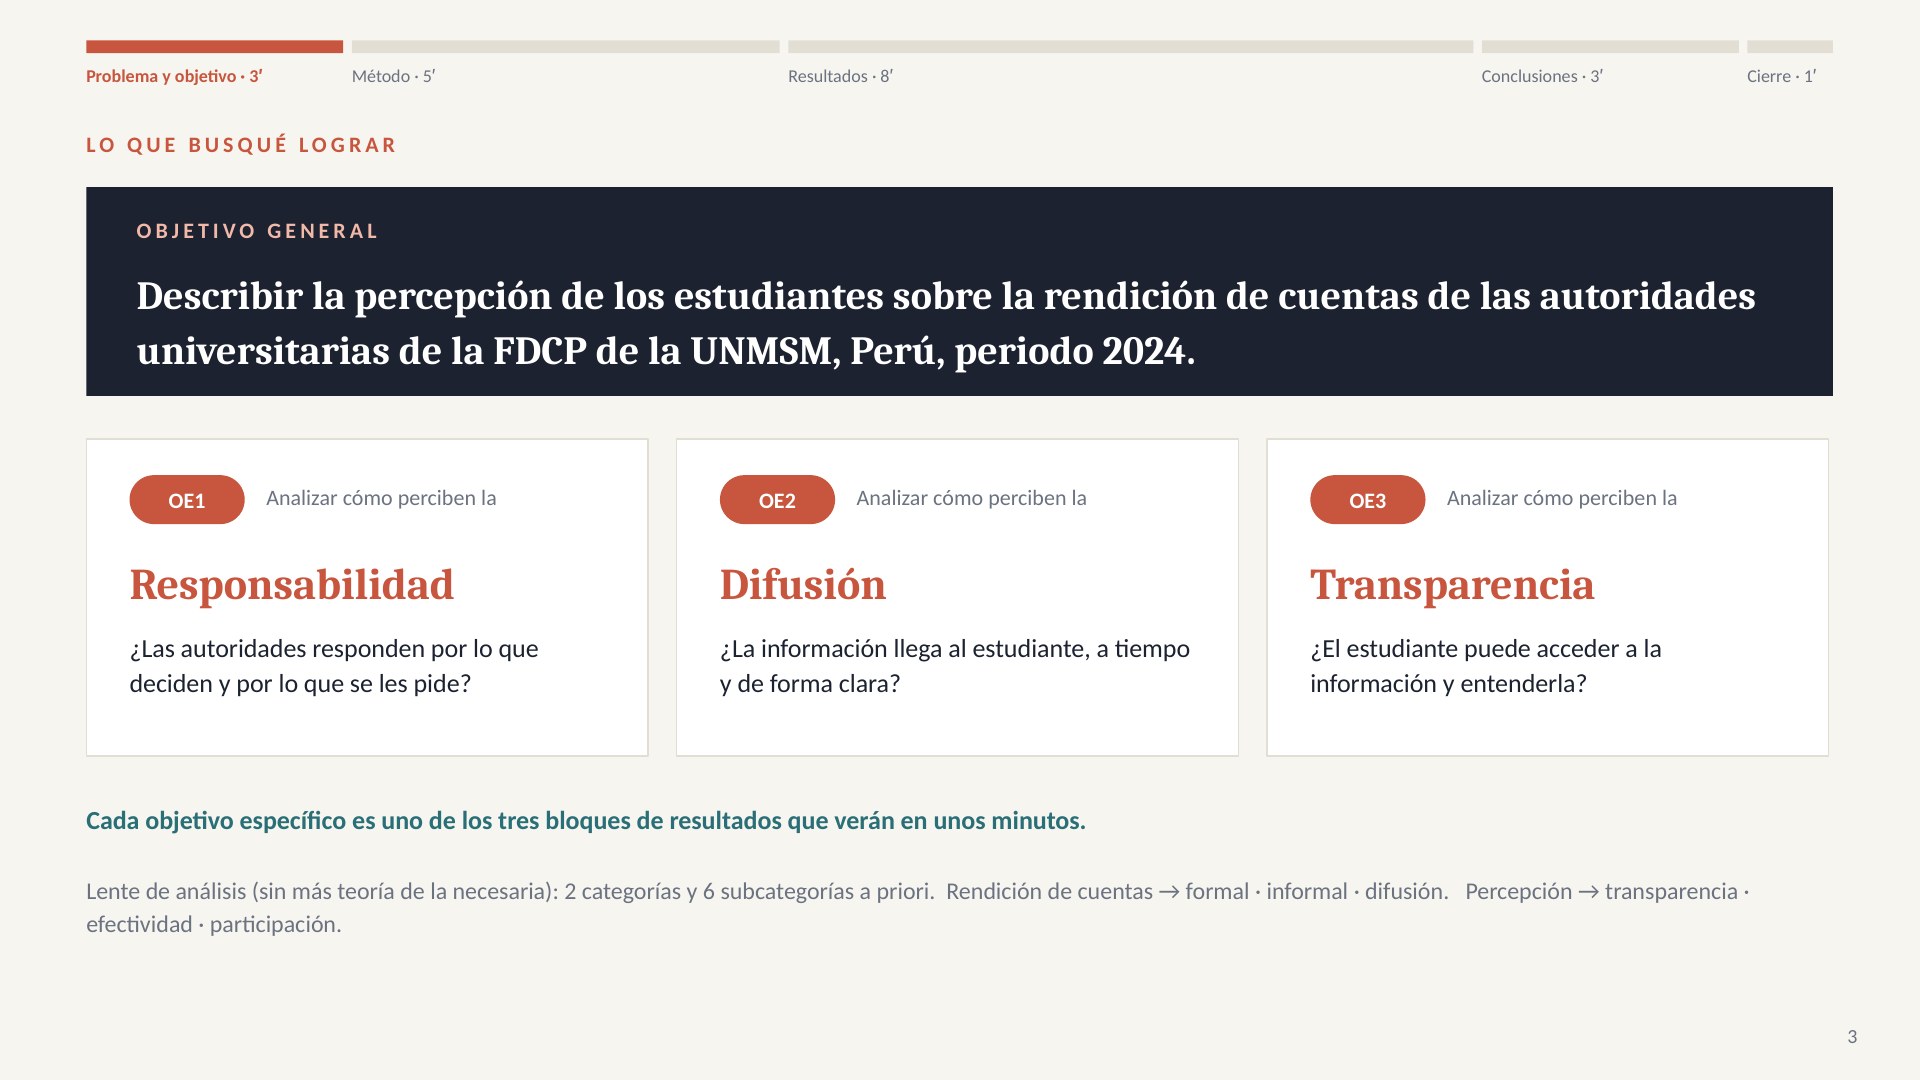 Problema y objetivo · 3′
Método · 5′
Resultados · 8′
Conclusiones · 3′
Cierre · 1′
LO QUE BUSQUÉ LOGRAR
OBJETIVO GENERAL
Describir la percepción de los estudiantes sobre la rendición de cuentas de las autoridades
universitarias de la FDCP de la UNMSM, Perú, periodo 2024.
OE1
Analizar cómo perciben la
Responsabilidad
¿Las autoridades responden por lo que
deciden y por lo que se les pide?
OE2
Analizar cómo perciben la
Difusión
¿La información llega al estudiante, a tiempo
y de forma clara?
OE3
Analizar cómo perciben la
Transparencia
¿El estudiante puede acceder a la
información y entenderla?
Cada objetivo específico es uno de los tres bloques de resultados que verán en unos minutos.
Lente de análisis (sin más teoría de la necesaria): 2 categorías y 6 subcategorías a priori.  Rendición de cuentas → formal · informal · difusión.   Percepción → transparencia ·
efectividad · participación.
3